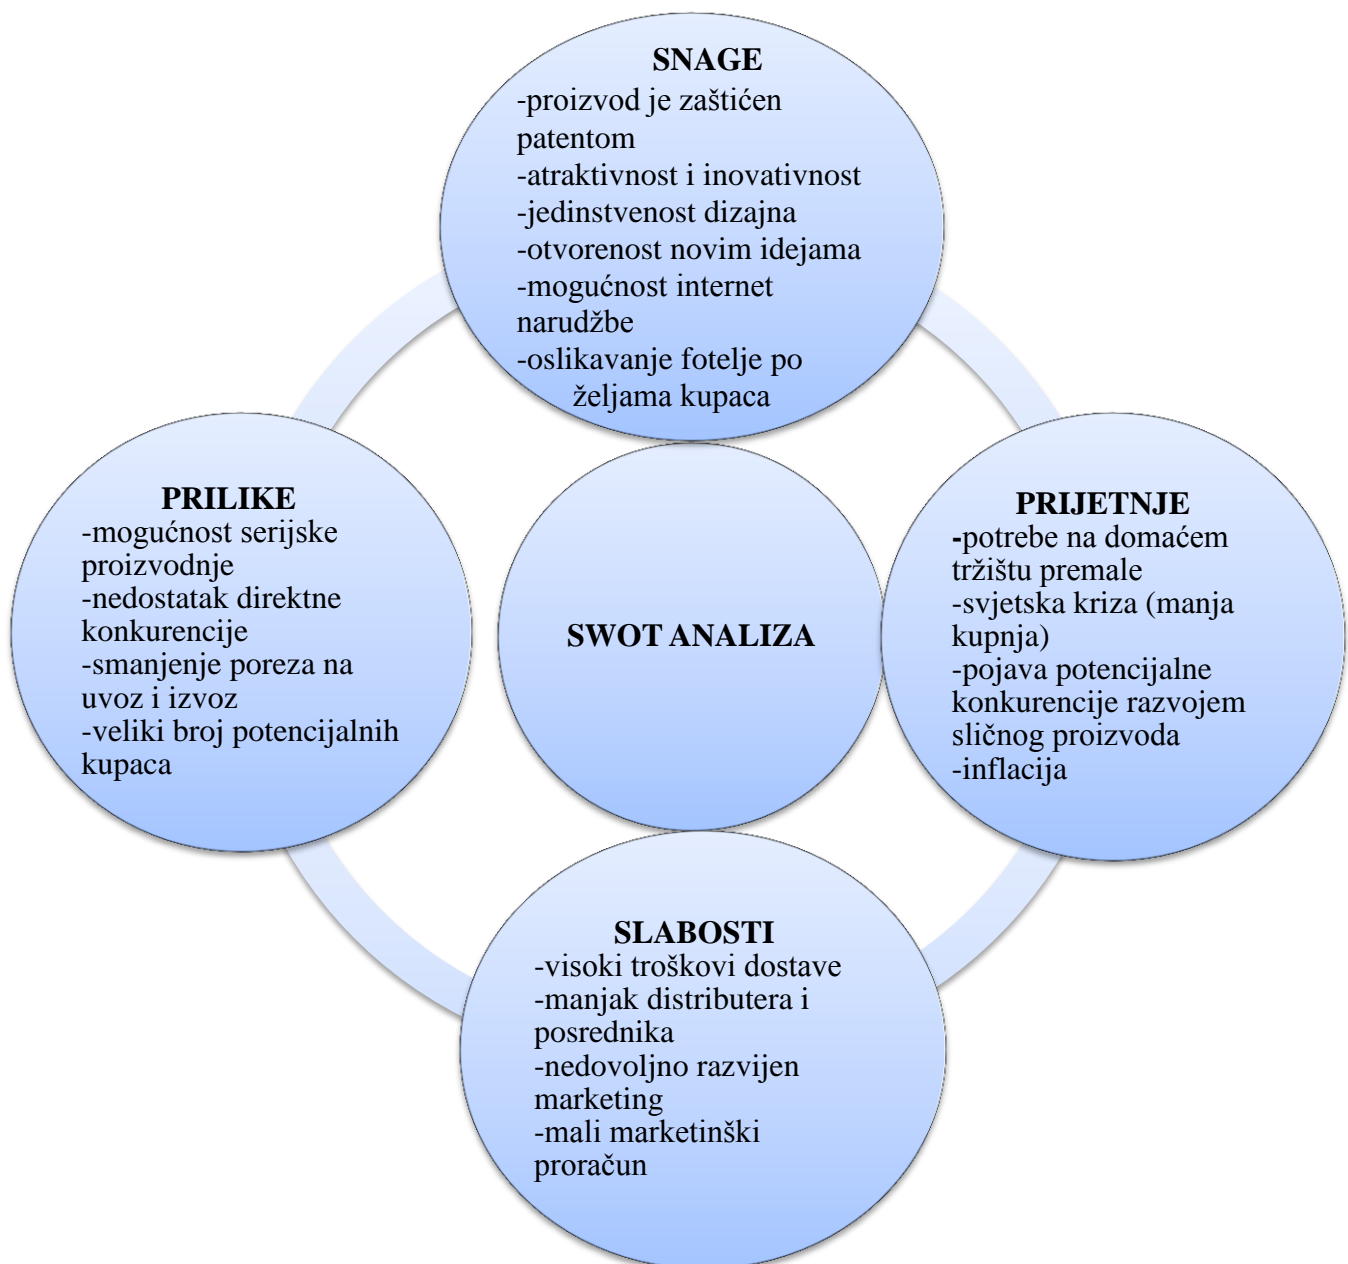 SNAGE
-proizvod je zaštićen
patentom
-atraktivnost i inovativnost
-jedinstvenost dizajna
-otvorenost novim idejama
-mogućnost internet
narudžbe
-oslikavanje fotelje po
željama kupaca
PRILIKE
-mogućnost serijske
proizvodnje
-nedostatak direktne
konkurencije
-smanjenje poreza na
uvoz i izvoz
-veliki broj potencijalnih
kupaca
SWOT ANALIZA
PRIJETNJE
-potrebe na domaćem
tržištu premale
-svjetska kriza (manja
kupnja)
-pojava potencijalne
konkurencije razvojem
sličnog proizvoda
-inflacija
SLABOSTI
-visoki troškovi dostave
-manjak distributera i
posrednika
-nedovoljno razvijen
marketing
-mali marketinški
proračun